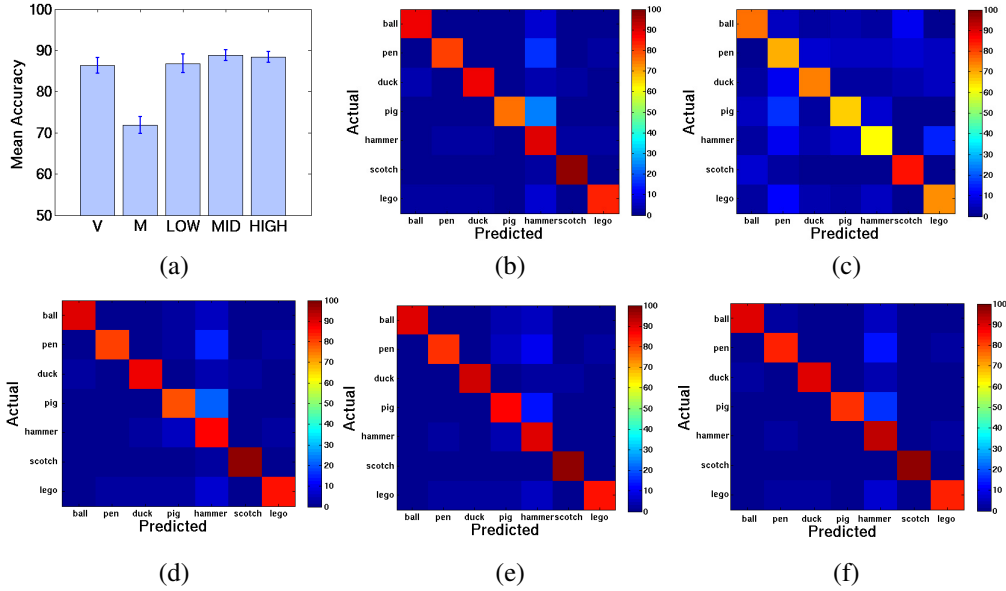 100
90
80
70
60
50
Mean Accuracy
V M LOW MID HIGH
(a)
ball
pen
duck
pig
hammer
scotch
lego
Actual
ball pen duck pig hammer scotch lego
Predicted
100
90
80
70
60
50
40
30
20
10
0
(b)
ball
pen
duck
pig
hammer
scotch
lego
Actual
ball pen duck pig hammer scotch lego
Predicted
100
90
80
70
60
50
40
30
20
10
0
(c)
ball
pen
duck
pig
hammer
scotch
lego
Actual
ball pen duck pig hammer scotch lego
Predicted
100
90
80
70
60
50
40
30
20
10
0
(d)
ball
pen
duck
pig
hammer
scotch
lego
Actual
ball pen duck pig hammer scotch lego
Predicted
100
90
80
70
60
50
40
30
20
10
0
(e)
ball
pen
duck
pig
hammer
scotch
lego
Actual
ball pen duck pig hammer scotch lego
Predicted
100
90
80
70
60
50
40
30
20
10
0
(f)